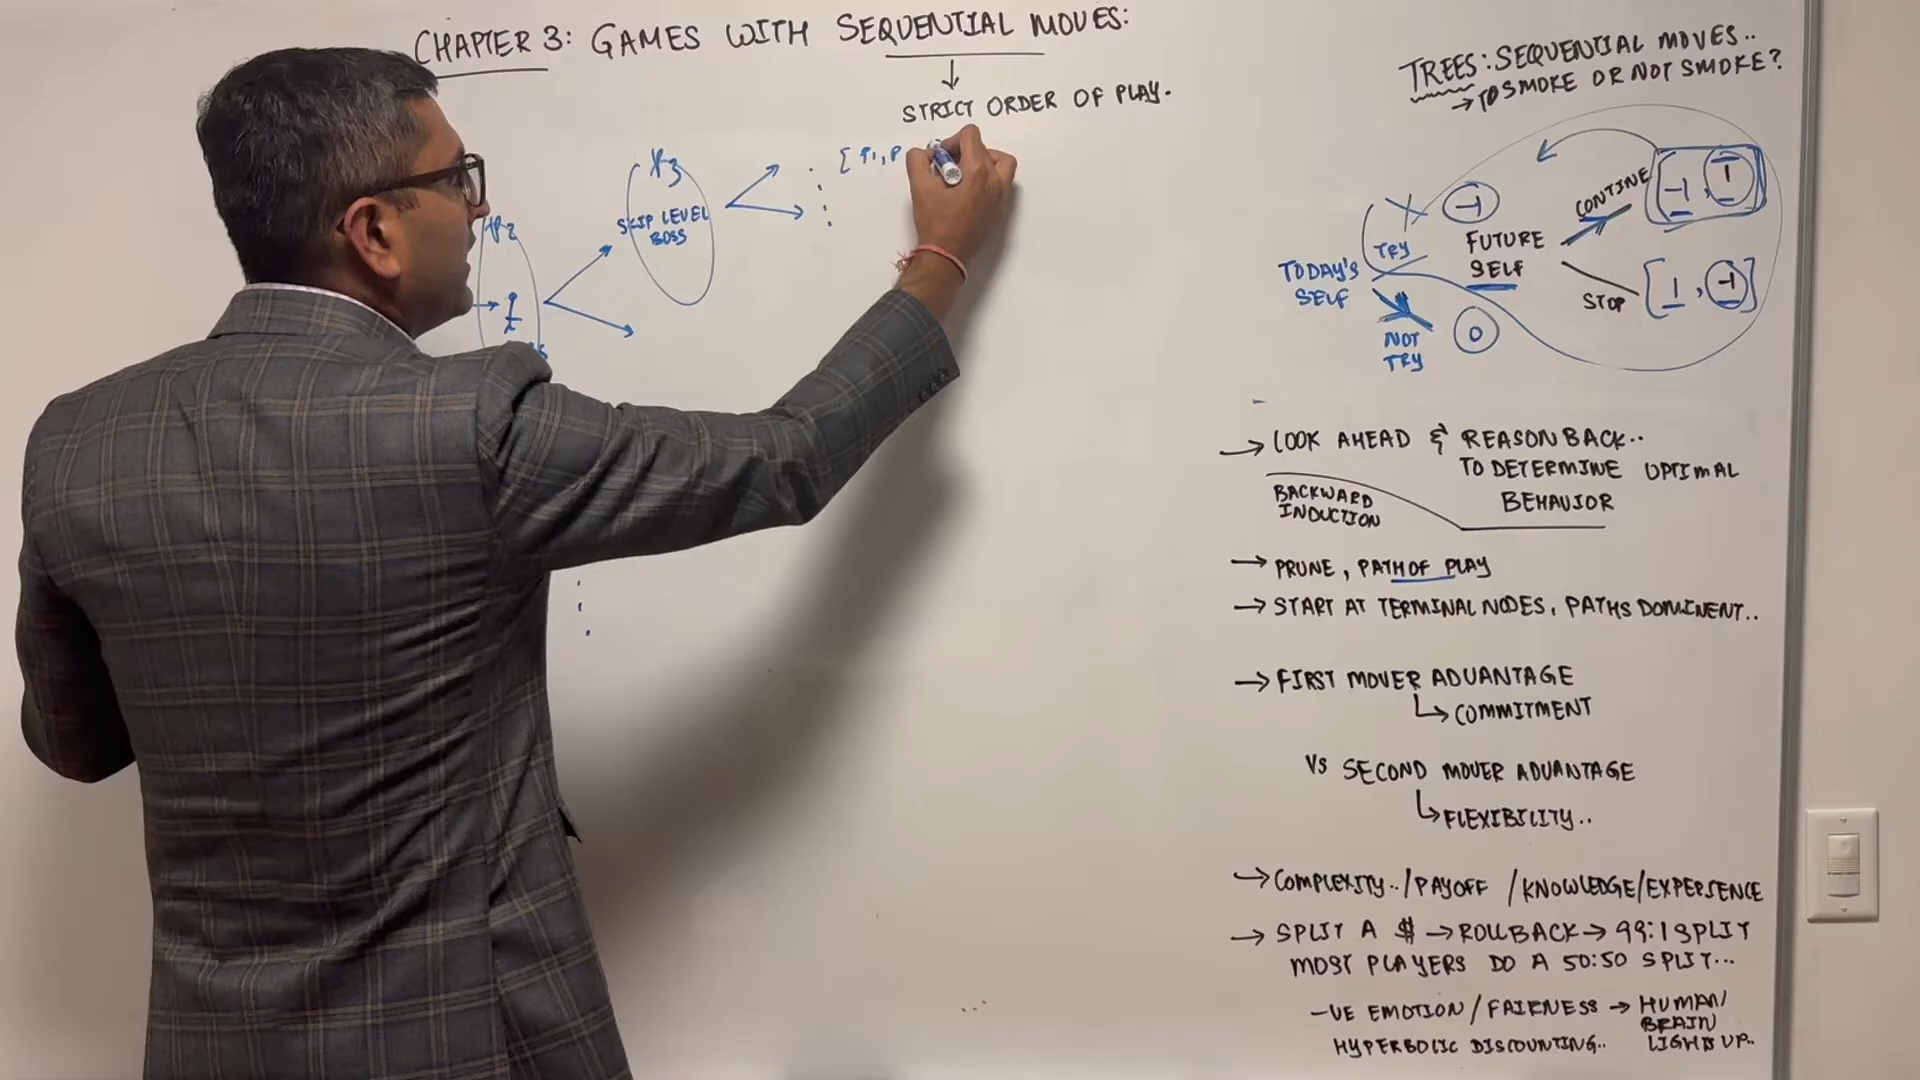 CHAPTER 3: GAMES WITH SEQUENTIAL MOVES:
STRICT ORDER OF PLAY.
[ P1, P
P3
SKIP LEVEL
BOSS
P2
TREES: SEQUENTIAL MOVES..
→ TO SMOKE OR NOT SMOKE?
TODAY'S
SELF
TRY
NOT
TRY
-1
0
FUTURE
SELF
CONTINE
STOP
[-1, 1]
[1, -1]
→ LOOK AHEAD & REASON BACK..
TO DETERMINE OPTIMAL
BEHAVIOR
BACKWARD
INDUCTION
→ PRUNE, PATH OF PLAY
→ START AT TERMINAL NODES, PATHS DOMINENT..
→ FIRST MOVER ADVANTAGE
↳ COMMITMENT
VS SECOND MOVER ADVANTAGE
↳ FLEXIBILITY..
→ COMPLEXITY../PAYOFF /KNOWLEDGE/EXPERIENCE
→ SPLIT A $ → ROLLBACK → 99:1 SPLIT
MOST PLAYERS DO A 50:50 SPLIT...
-VE EMOTION/FAIRNESS → HUMAN
BRAIN
LIGHTS UP..
HYPERBOLIC DISCOUNTING..